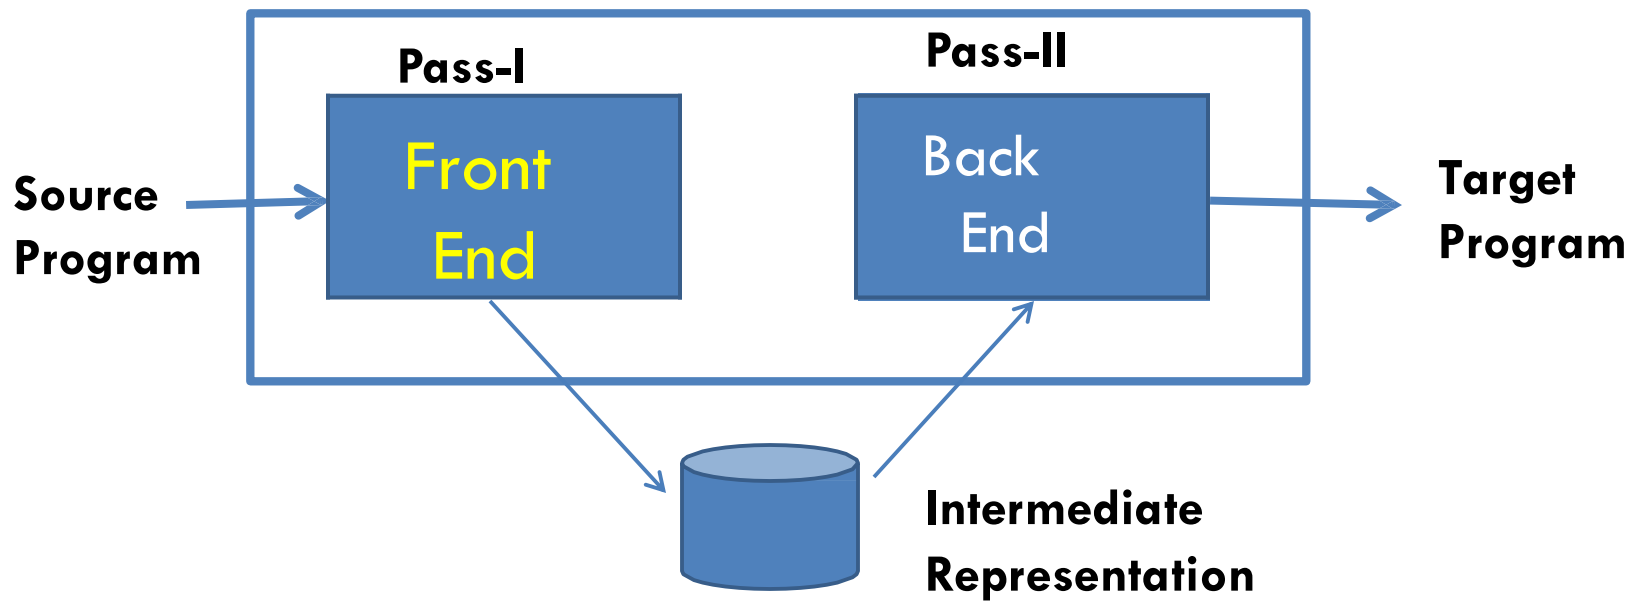 Pass-I
Pass-II
Front
End
Back
End
Source
Program
Target
Program
Intermediate
Representation